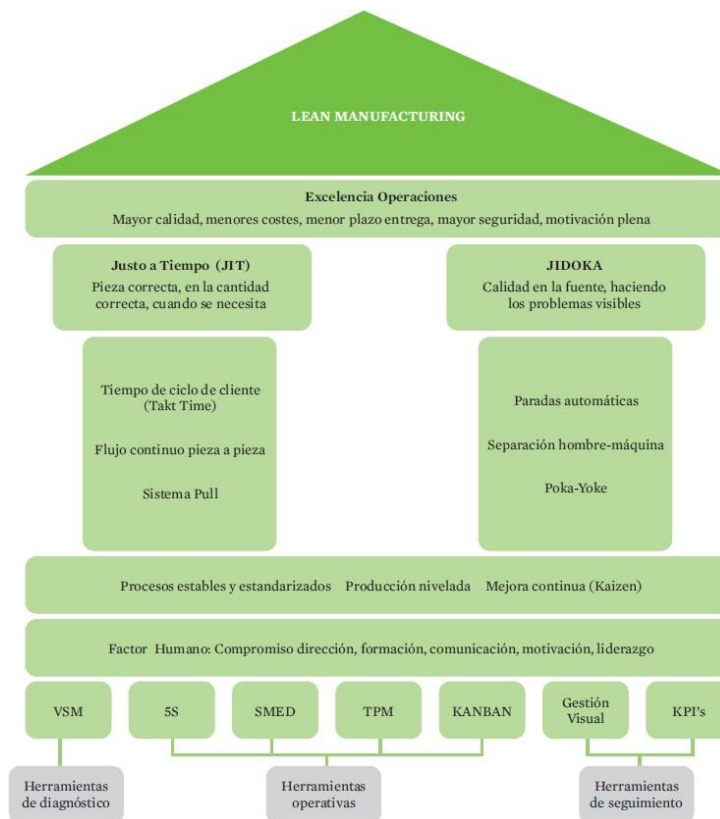 LEAN MANUFACTURING
Excelencia Operaciones
Mayor calidad, menores costes, menor plazo entrega, mayor seguridad, motivación plena
Justo a Tiempo (JIT)
Pieza correcta, en la cantidad
correcta, cuando se necesita
JIDOKA
Calidad en la fuente, haciendo
los problemas visibles
Tiempo de ciclo de cliente
(Takt Time)
Flujo continuo pieza a pieza
Sistema Pull
Paradas automáticas
Separación hombre-máquina
Poka-Yoke
Procesos estables y estandarizados Producción nivelada Mejora continua (Kaizen)
Factor Humano: Compromiso dirección, formación, comunicación, motivación, liderazgo
VSM
5S
SMED
TPM
KANBAN
Gestión
Visual
KPI's
Herramientas
de diagnóstico
Herramientas
operativas
Herramientas
de seguimiento